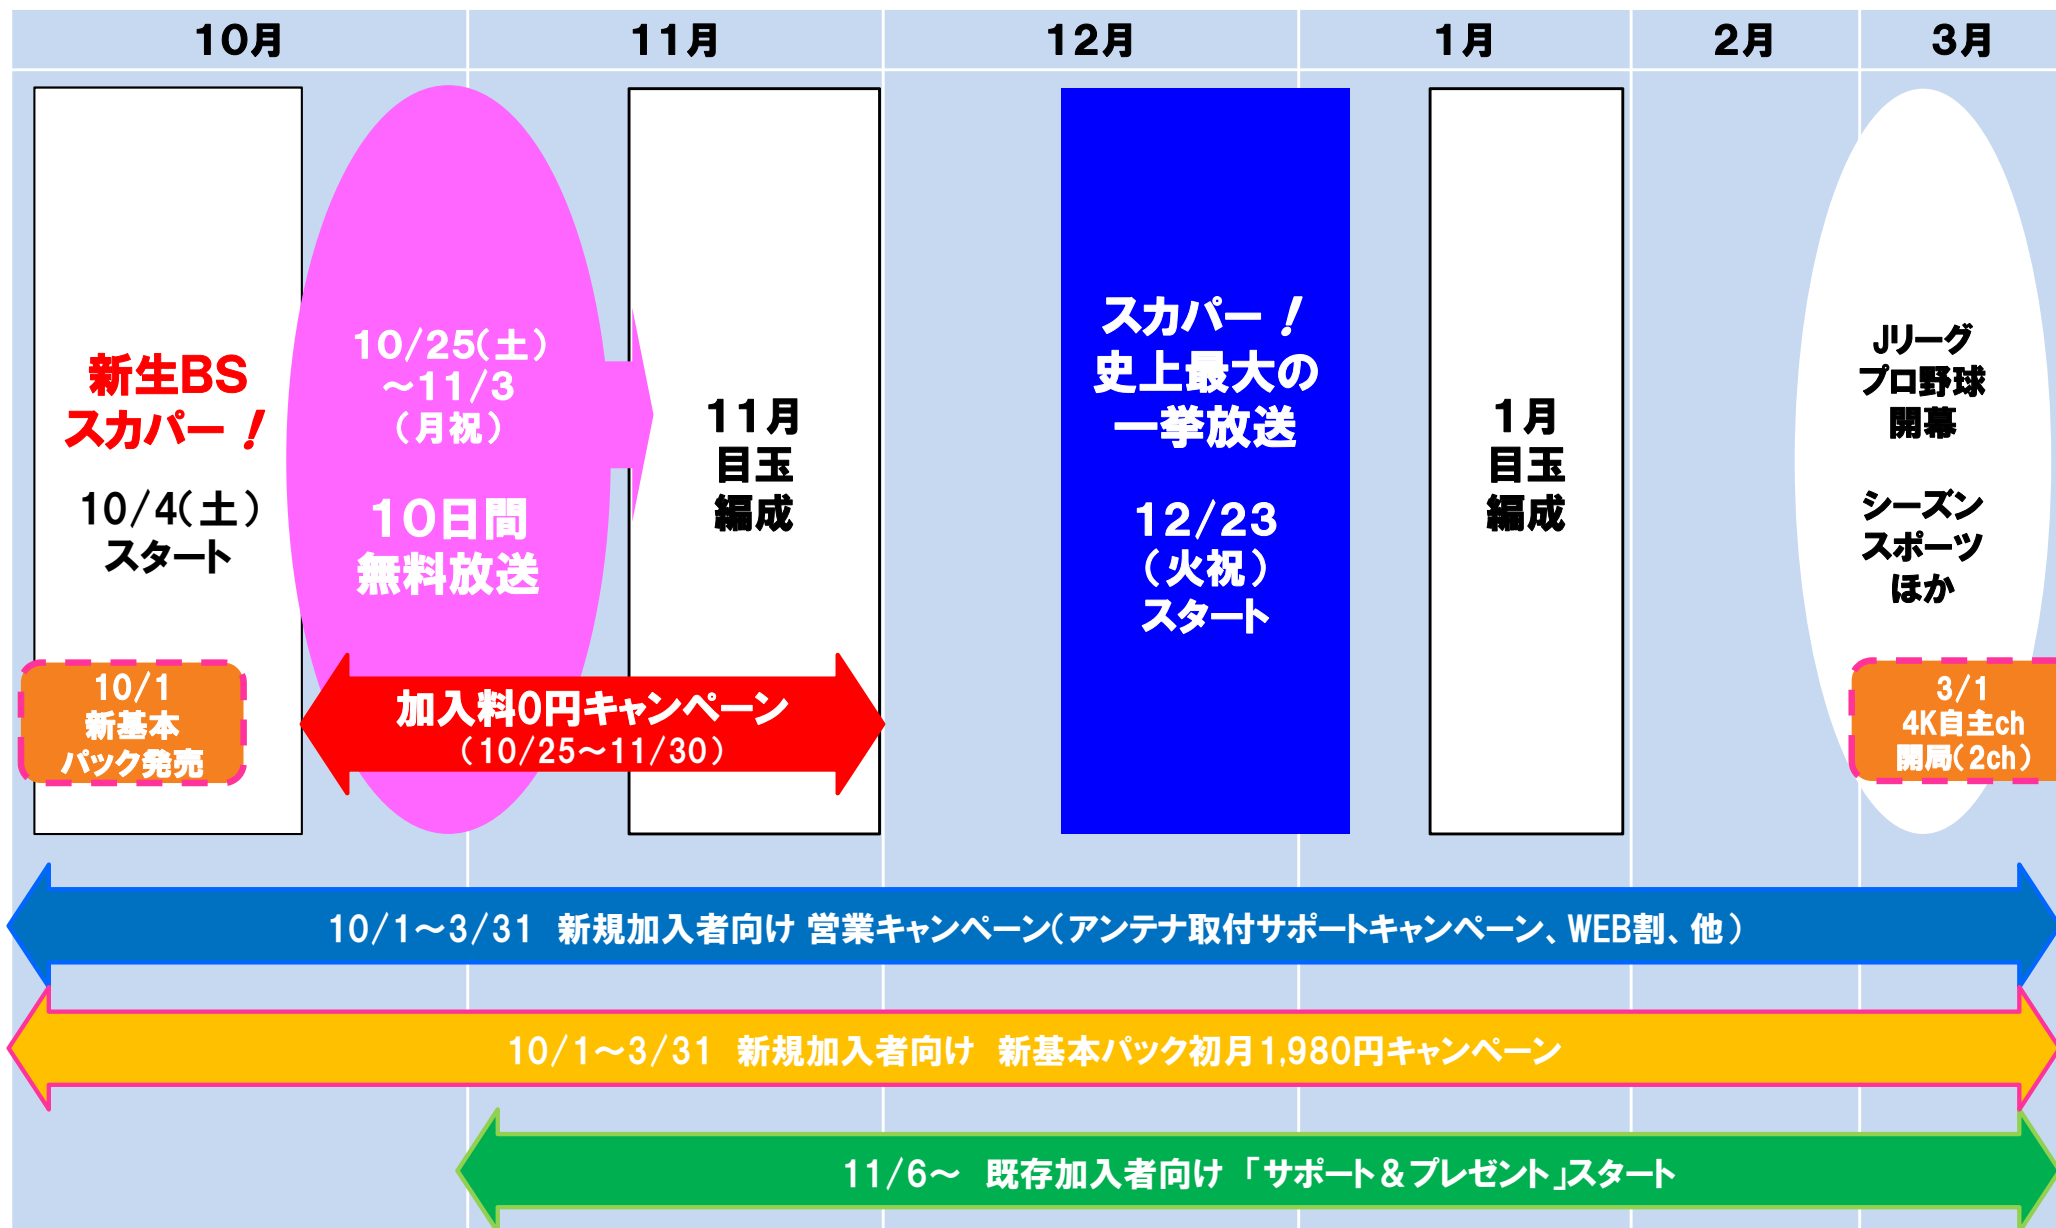 10月
11月
12月
1月
2月
3月
新生BS
スカパー！
10/4(土)
スタート
10/1
新基本
パック発売
10/25(土)
～11/3
(月祝)
10日間
無料放送
11月
目玉
編成
加入料0円キャンペーン
(10/25～11/30)
スカパー！
史上最大の
一挙放送
12/23
(火祝)
スタート
1月
目玉
編成
Jリーグ
プロ野球
開幕
シーズン
スポーツ
ほか
3/1
4K自主ch
開局(2ch)
10/1～3/31 新規加入者向け 営業キャンペーン(アンテナ取付サポートキャンペーン、WEB割、他)
10/1～3/31 新規加入者向け 新基本パック初月1,980円キャンペーン
11/6～ 既存加入者向け 「サポート＆プレゼント」スタート